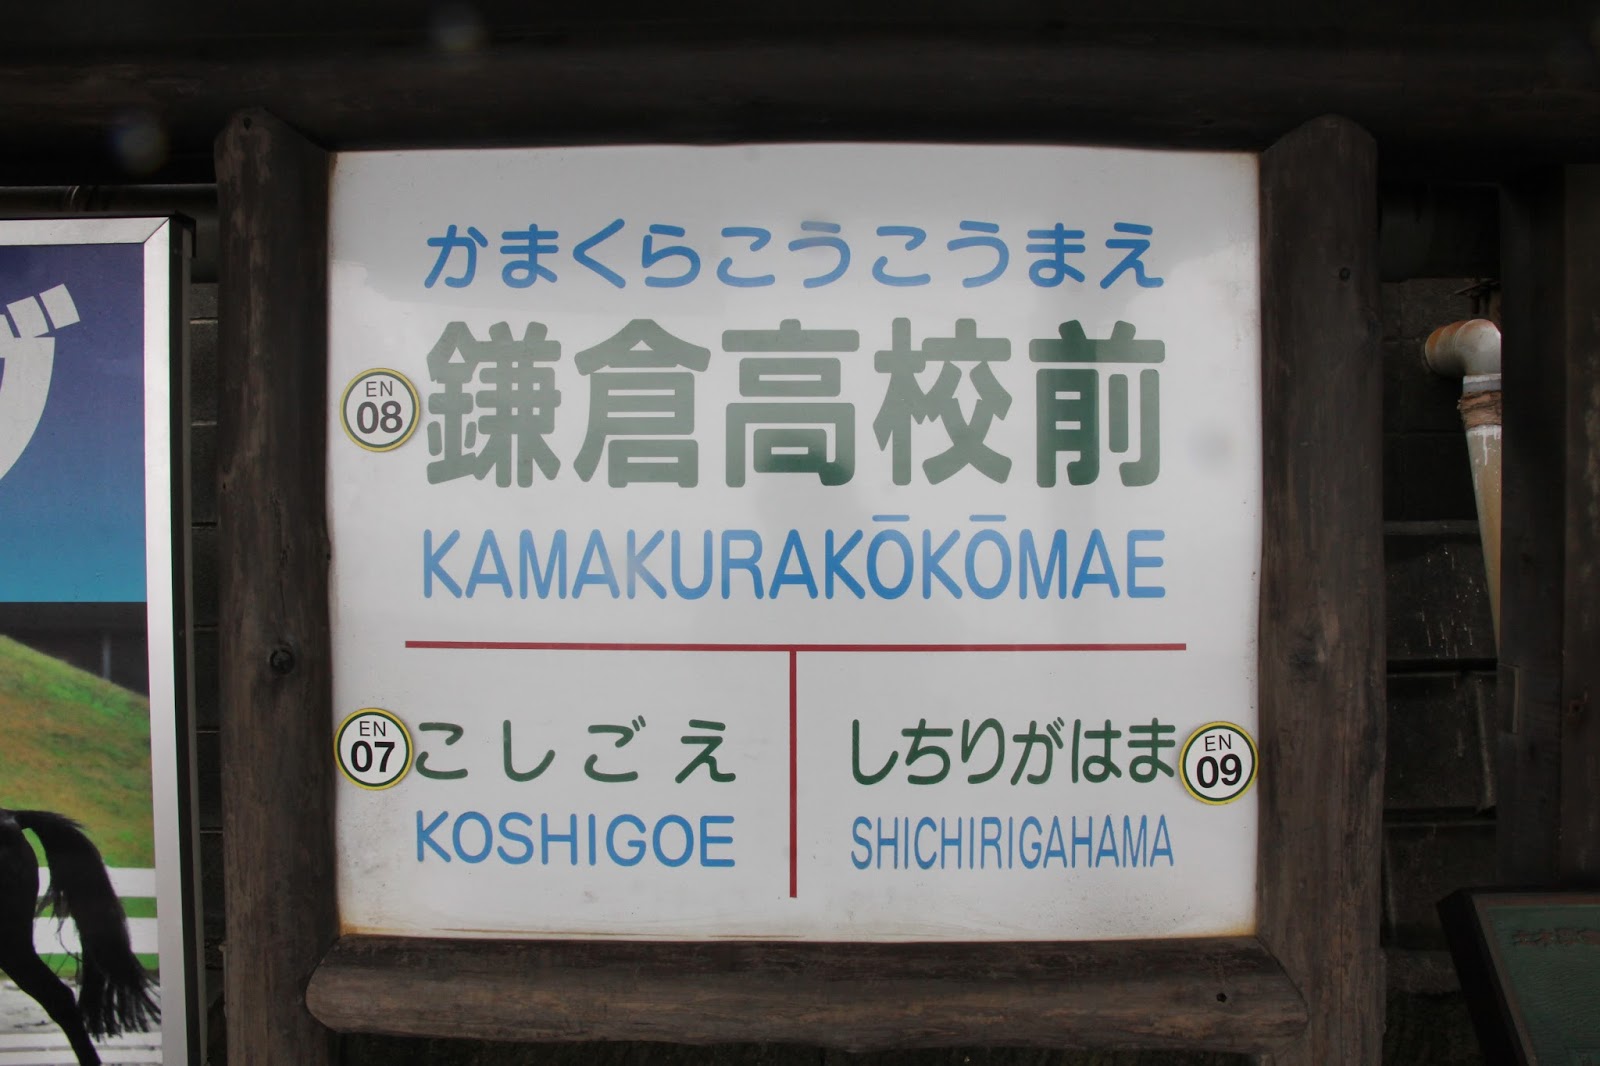 かまくらこうこうまえ
EN
08
鎌倉高校前
KAMAKURAKŌKŌMAE
EN
07
こしごえ
KOSHIGOE
しちりがはま
EN
09
SHICHIRIGAHAMA